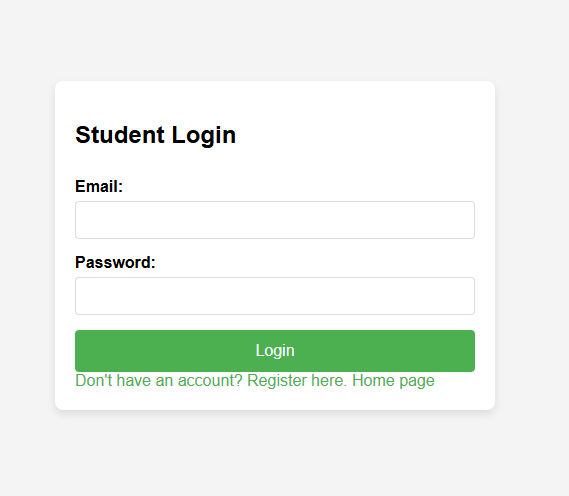 Student Login
Email:
Password:
Login
Don't have an account? Register here. Home page